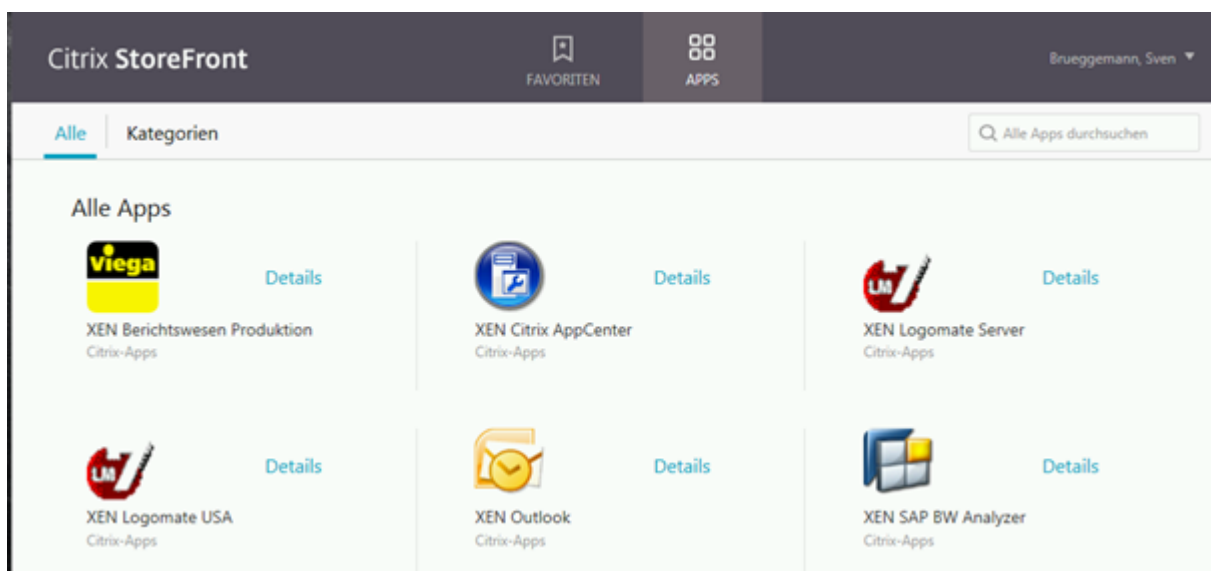 Citrix StoreFront
FAVORITEN
APPS
Brueggemann, Sven
Alle
Kategorien
Alle Apps durchsuchen
Alle Apps
Viega
Details
XEN Berichtswesen Produktion
Citrix-Apps
Details
XEN Citrix AppCenter
Citrix-Apps
LM
Details
XEN Logomate Server
Citrix-Apps
LM
Details
XEN Logomate USA
Citrix-Apps
Details
XEN Outlook
Citrix-Apps
Details
XEN SAP BW Analyzer
Citrix-Apps